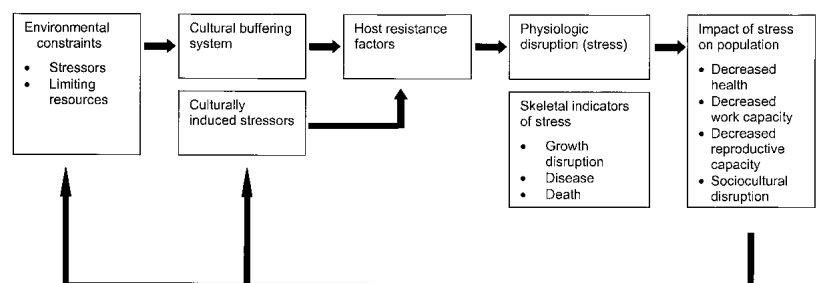 Environmental
constraints
• Stressors
• Limiting
resources
Cultural buffering
system
Culturally
induced stressors
Host resistance
factors
Physiologic
disruption (stress)
Skeletal indicators
of stress
• Growth
disruption
• Disease
• Death
Impact of stress
on population
• Decreased
health
• Decreased
work capacity
• Decreased
reproductive
capacity
• Sociocultural
disruption